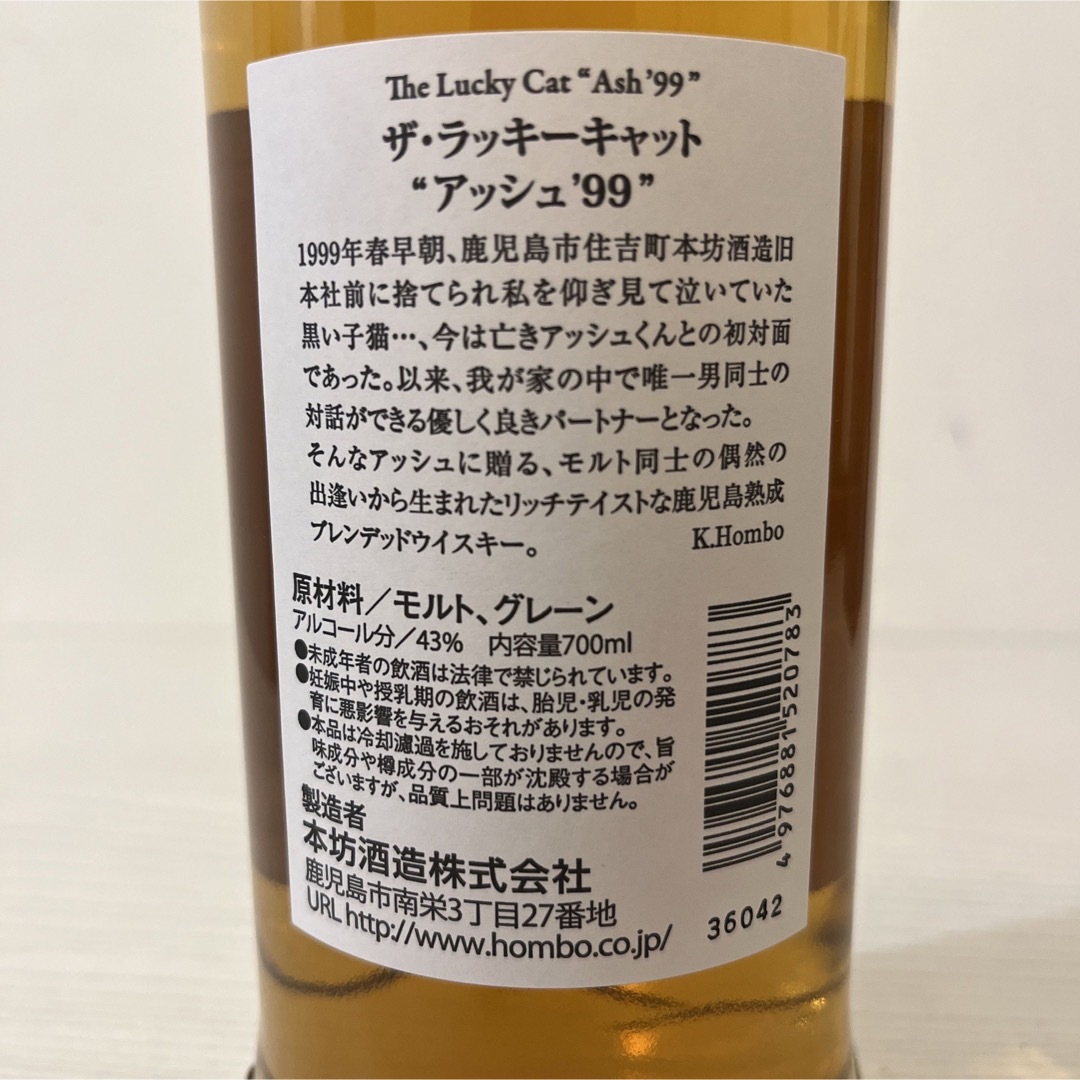 The Lucky Cat “Ash ’99”
ザ・ラッキーキャット
“アッシュ’99”
1999年春早朝、鹿児島市住吉町本坊酒造旧
本社前に捨てられ私を仰ぎ見て泣いていた
黒い子猫…、今は亡きアッシュくんとの初対面
であった。以来、我が家の中で唯一男同士の
対話ができる優しく良きパートナーとなった。
そんなアッシュに贈る、モルト同士の偶然の
出逢いから生まれたリッチテイストな鹿児島熟成
ブレンデッドウイスキー。 K.Hombo
原材料／モルト、グレーン
アルコール分／43% 内容量700ml
●未成年者の飲酒は法律で禁じられています。
●妊娠中や授乳期の飲酒は、胎児・乳児の発
育に悪影響を与えるおそれがあります。
●本品は冷却濾過を施しておりませんので、旨
味成分や樽成分の一部が沈殿する場合が
ございますが、品質上問題はありません。
製造者
本坊酒造株式会社
鹿児島市南栄3丁目27番地
URL http://www.hombo.co.jp/
4976881520783
36042